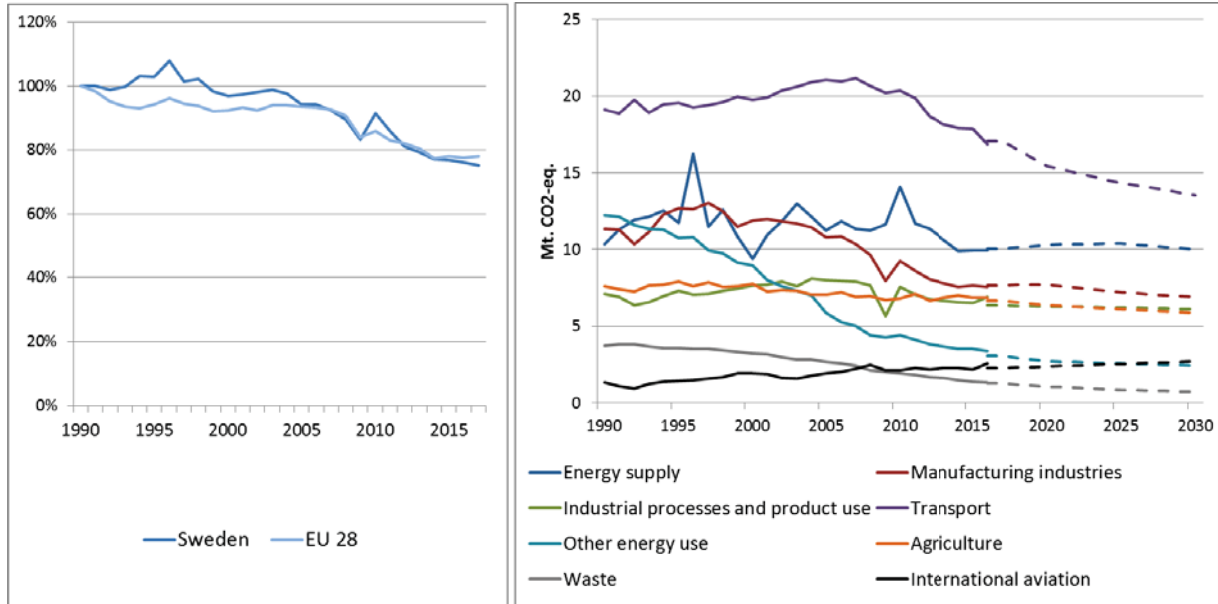 120%
100%
80%
60%
40%
20%
0%
1990 1995 2000 2005 2010 2015
Sweden EU 28
Mt. CO2-eq.
25
20
15
10
5
0
1990 1995 2000 2005 2010 2015 2020 2025 2030
Energy supply Manufacturing industries
Industrial processes and product use Transport
Other energy use Agriculture
Waste International aviation